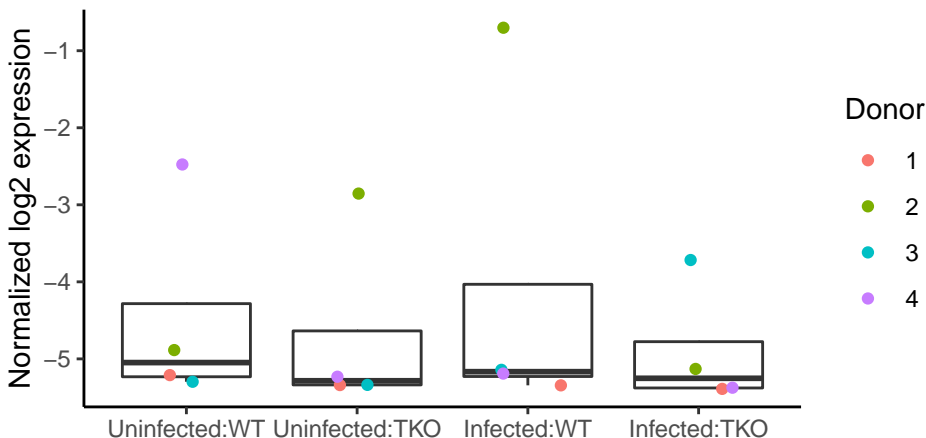 Normalized log2 expression
−1
−2
−3
−4
−5
Uninfected:WT
Uninfected:TKO
Infected:WT
Infected:TKO
Donor
1
2
3
4